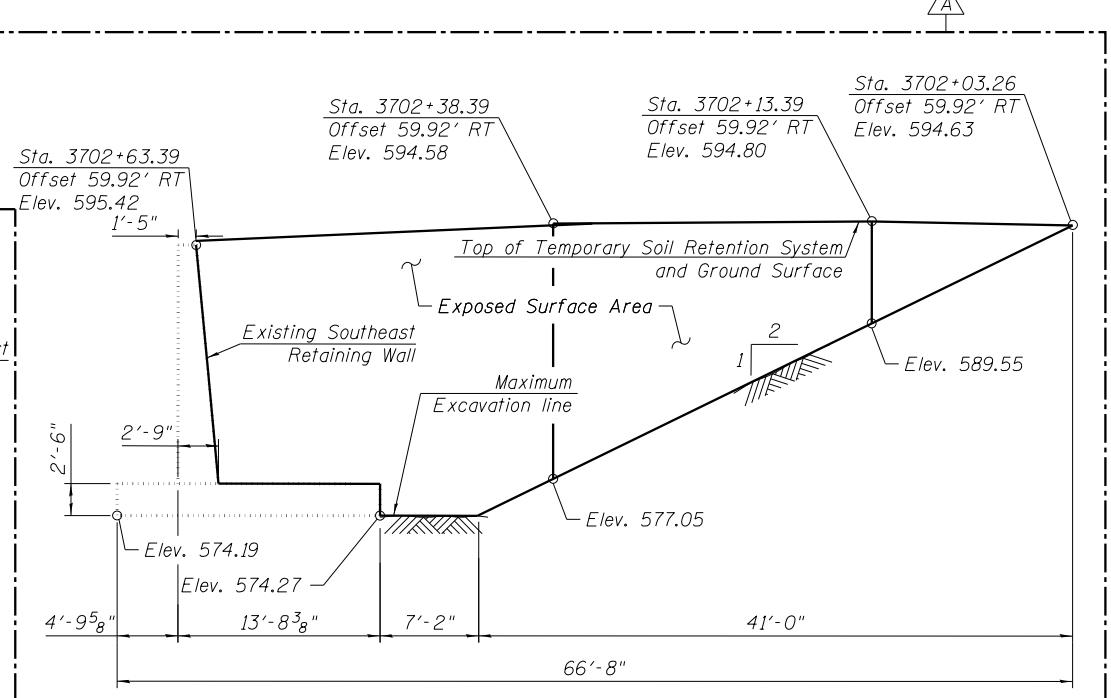 A
Sta. 3702+03.26
Offset 59.92' RT
Elev. 594.63
Sta. 3702+38.39
Offset 59.92' RT
Elev. 594.58
Sta. 3702+13.39
Offset 59.92' RT
Elev. 594.80
Sta. 3702+63.39
Offset 59.92' RT
Elev. 595.42
1'-5"
Top of Temporary Soil Retention System
and Ground Surface
Exposed Surface Area
Existing Southeast
Retaining Wall
2
1
Elev. 589.55
Maximum
Excavation line
2'-9"
2'-6"
Elev. 577.05
Elev. 574.19
Elev. 574.27
4'-9⅝"
13'-8⅜"
7'-2"
41'-0"
66'-8"